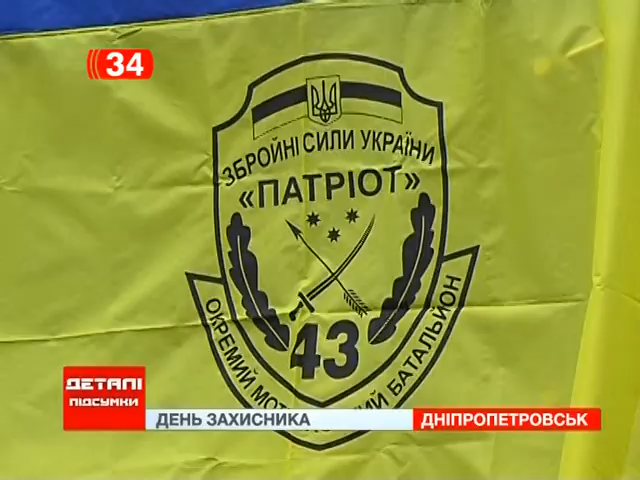 34
ЗБРОЙНІ СИЛИ УКРАЇНИ
«ПАТРІОТ»
43
ОКРЕМИЙ БАТАЛЬЙОН
ДЕТАЛІ
ПІДСУМКИ
ДЕНЬ ЗАХИСНИКА
ДНІПРОПЕТРОВСЬК